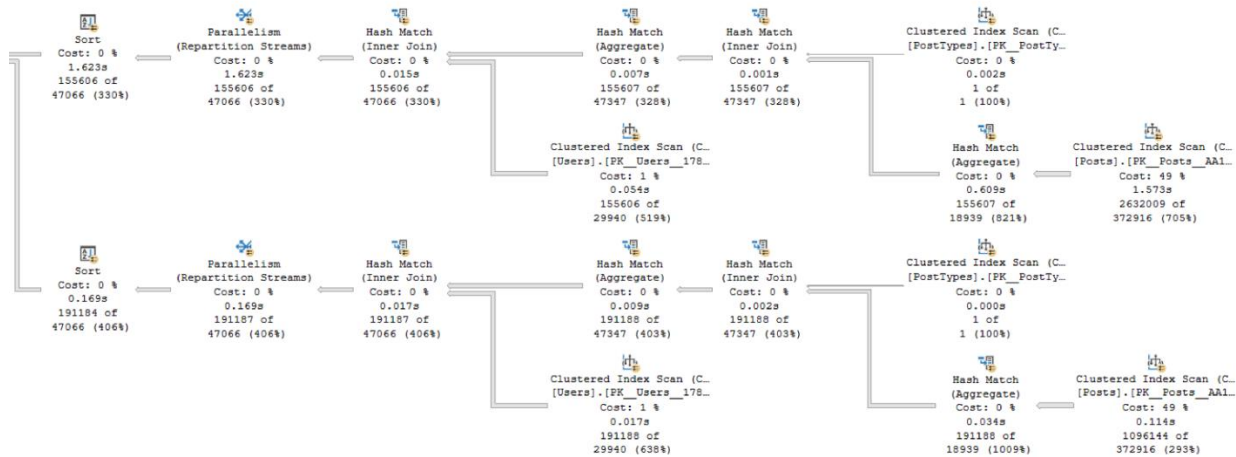 Sort
Cost: 0 %
1.623s
155606 of
47066 (330%)
Parallelism
(Repartition Streams)
Cost: 0 %
1.623s
155606 of
47066 (330%)
Hash Match
(Inner Join)
Cost: 0 %
0.015s
155606 of
47066 (330%)
Hash Match
(Aggregate)
Cost: 0 %
0.007s
155607 of
47347 (328%)
Hash Match
(Inner Join)
Cost: 0 %
0.001s
155607 of
47347 (328%)
Clustered Index Scan (C…
[PostTypes].[PK__PostTy…
Cost: 0 %
0.002s
1 of
1 (100%)
Clustered Index Scan (C…
[Users].[PK__Users__178…
Cost: 1 %
0.054s
155606 of
29940 (519%)
Hash Match
(Aggregate)
Cost: 0 %
0.609s
155607 of
18939 (821%)
Clustered Index Scan (C…
[Posts].[PK__Posts__AA1…
Cost: 49 %
1.573s
2632009 of
372916 (705%)
Sort
Cost: 0 %
0.169s
191184 of
47066 (406%)
Parallelism
(Repartition Streams)
Cost: 0 %
0.169s
191187 of
47066 (406%)
Hash Match
(Inner Join)
Cost: 0 %
0.017s
191187 of
47066 (406%)
Hash Match
(Aggregate)
Cost: 0 %
0.009s
191188 of
47347 (403%)
Hash Match
(Inner Join)
Cost: 0 %
0.002s
191188 of
47347 (403%)
Clustered Index Scan (C…
[PostTypes].[PK__PostTy…
Cost: 0 %
0.000s
1 of
1 (100%)
Clustered Index Scan (C…
[Users].[PK__Users__178…
Cost: 1 %
0.017s
191188 of
29940 (638%)
Hash Match
(Aggregate)
Cost: 0 %
0.034s
191188 of
18939 (1009%)
Clustered Index Scan (C…
[Posts].[PK__Posts__AA1…
Cost: 49 %
0.114s
1096144 of
372916 (293%)